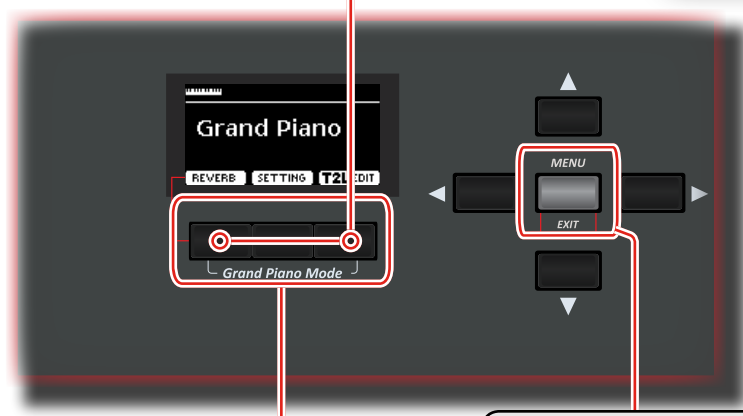 Grand Piano
REVERB SETTING T2L EDIT
Grand Piano Mode
MENU
EXIT